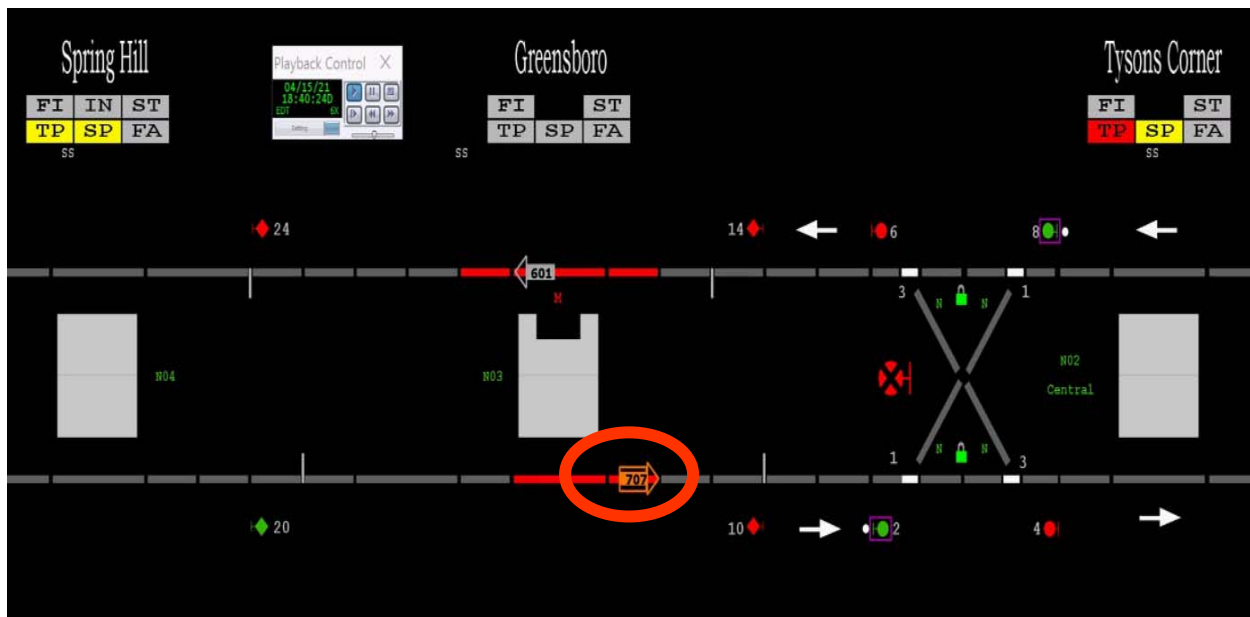 Spring Hill
Greensboro
Tysons Corner
Playback Control X
04/15/21
18:40:24D
EDT 6X
FI IN ST
TP SP FA
SS
FI ST
TP SP FA
SS
FI ST
TP SP FA
SS
24
14
6
8
601
M
3
N
N
1
N04
N03
N02
Central
1
N
N
3
707
20
10
2
4